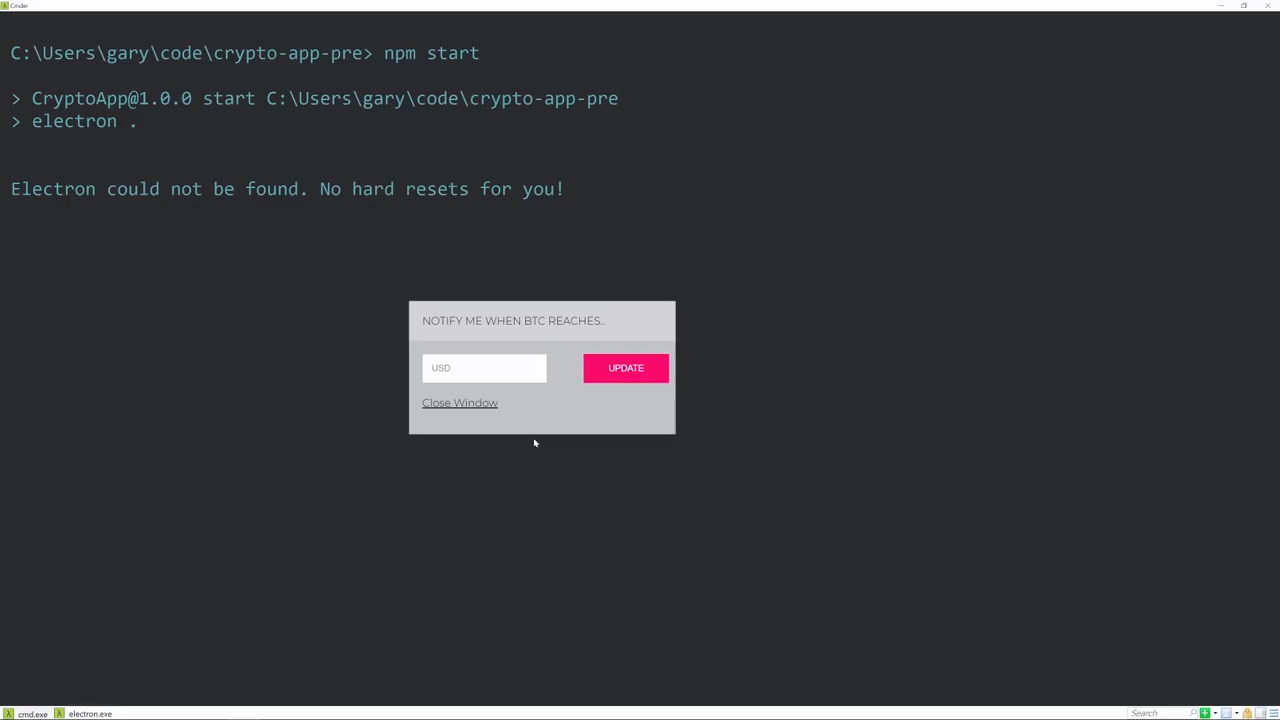 Cmder
C:\Users\gary\code\crypto-app-pre> npm start
> CryptoApp@1.0.0 start C:\Users\gary\code\crypto-app-pre
> electron .
Electron could not be found. No hard resets for you!
NOTIFY ME WHEN BTC REACHES..
USD
UPDATE
Close Window
cmd.exe
electron.exe
Search